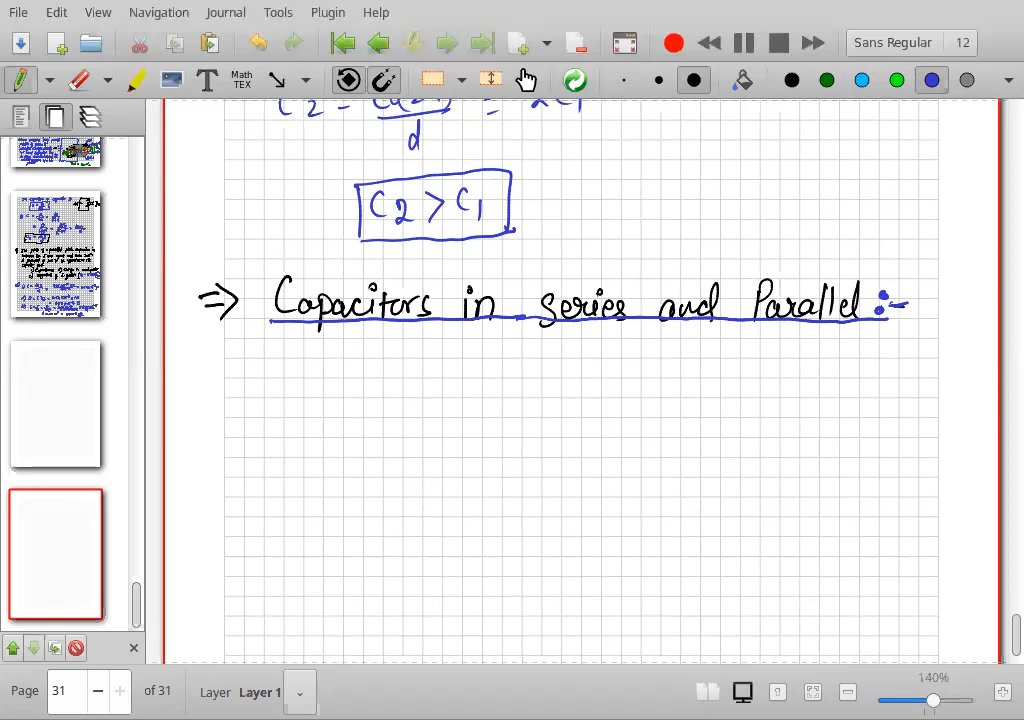 File Edit View Navigation Journal Tools Plugin Help
Sans Regular 12
Math
TEX
d
C2 > C1
⇒ Capacitors in series and Parallel :-
Page 31 of 31 Layer Layer 1 140%